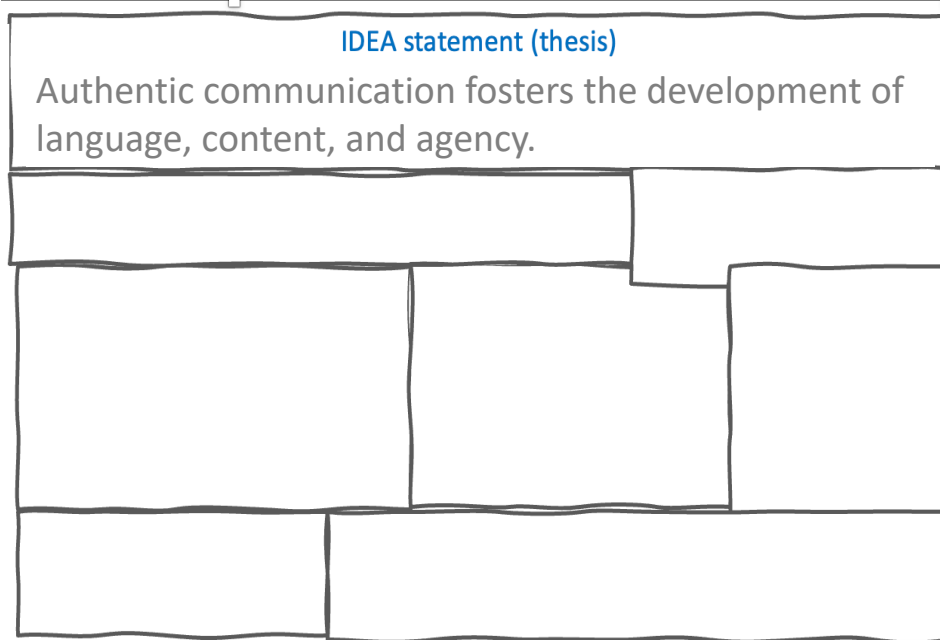 IDEA statement (thesis)
Authentic communication fosters the development of
language, content, and agency.